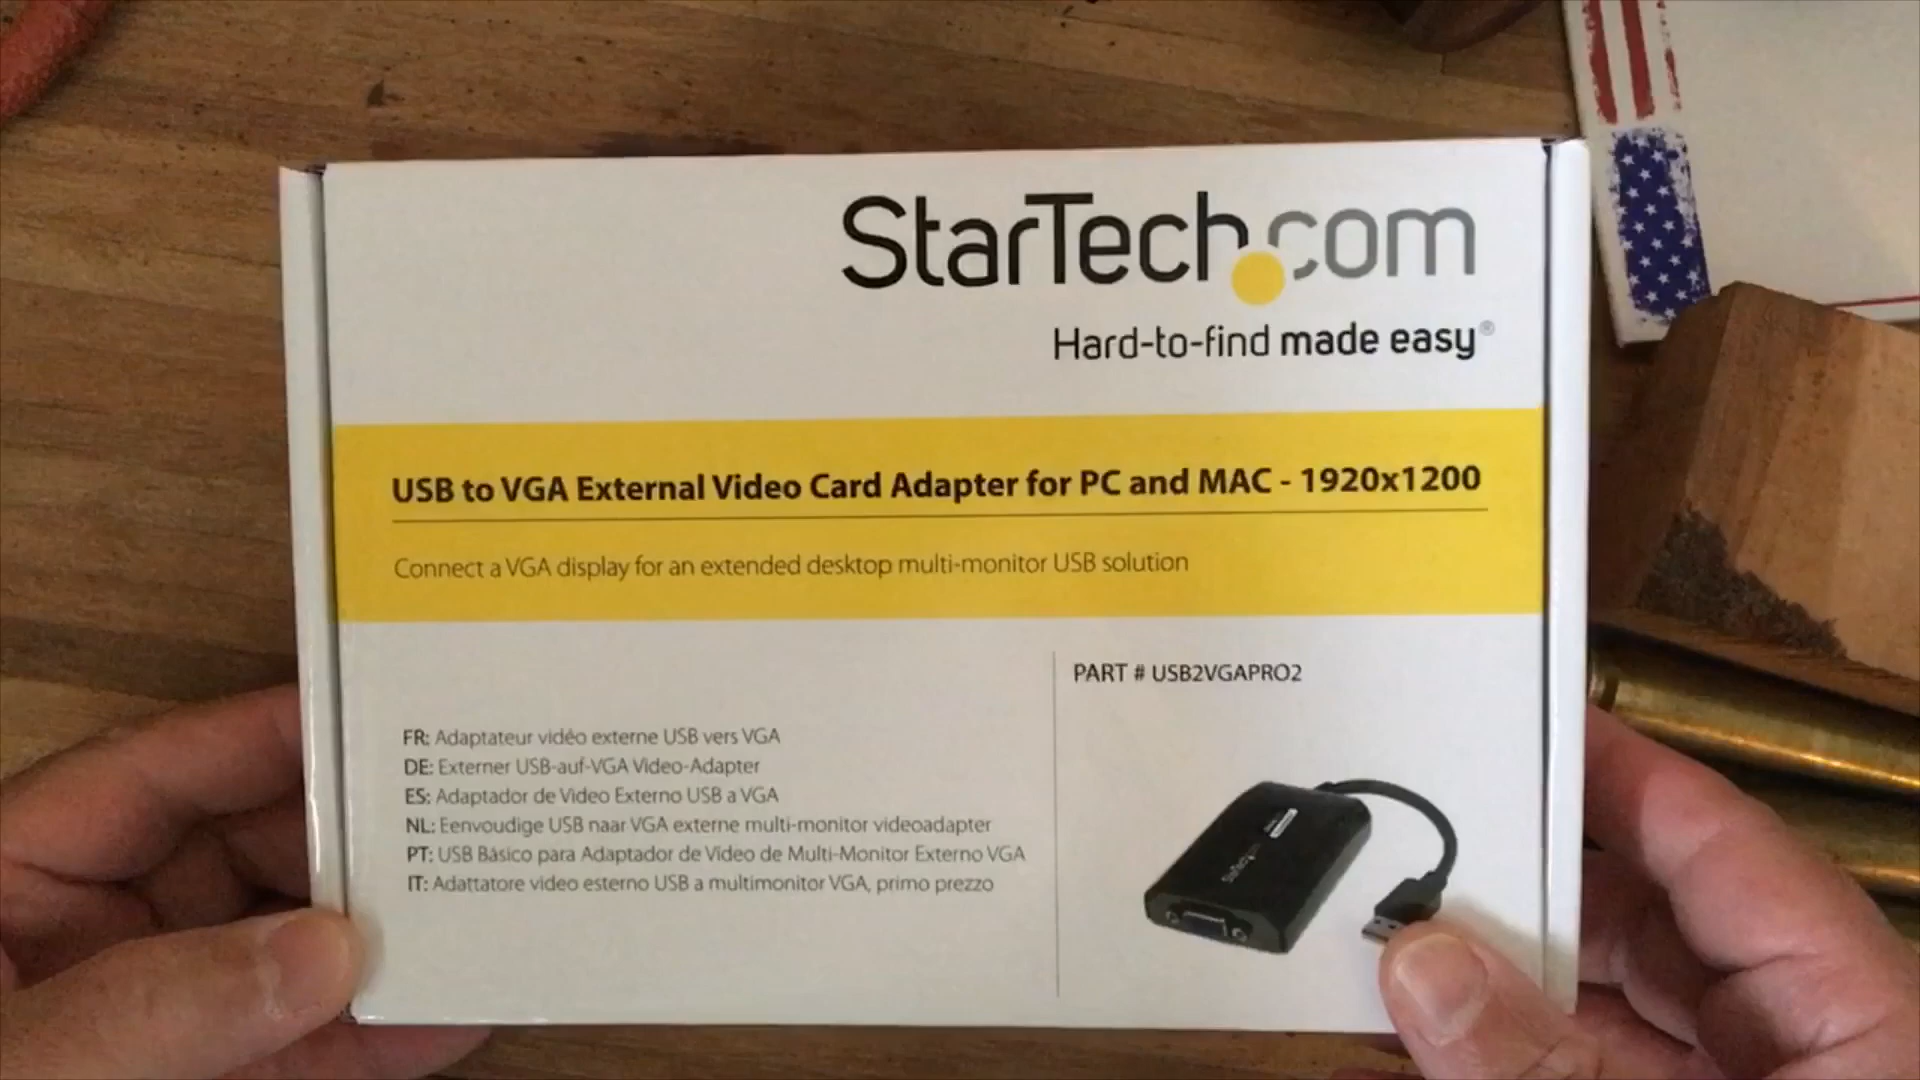 StarTech.com
Hard-to-find made easy®
USB to VGA External Video Card Adapter for PC and MAC - 1920x1200
Connect a VGA display for an extended desktop multi-monitor USB solution
PART # USB2VGAPRO2
FR: Adaptateur vidéo externe USB vers VGA
DE: Externer USB-auf-VGA Video-Adapter
ES: Adaptador de Video Externo USB a VGA
NL: Eenvoudige USB naar VGA externe multi-monitor videoadapter
PT: USB Básico para Adaptador de Video de Multi-Monitor Externo VGA
IT: Adattatore video esterno USB a multimonitor VGA, primo prezzo
StarTech.com